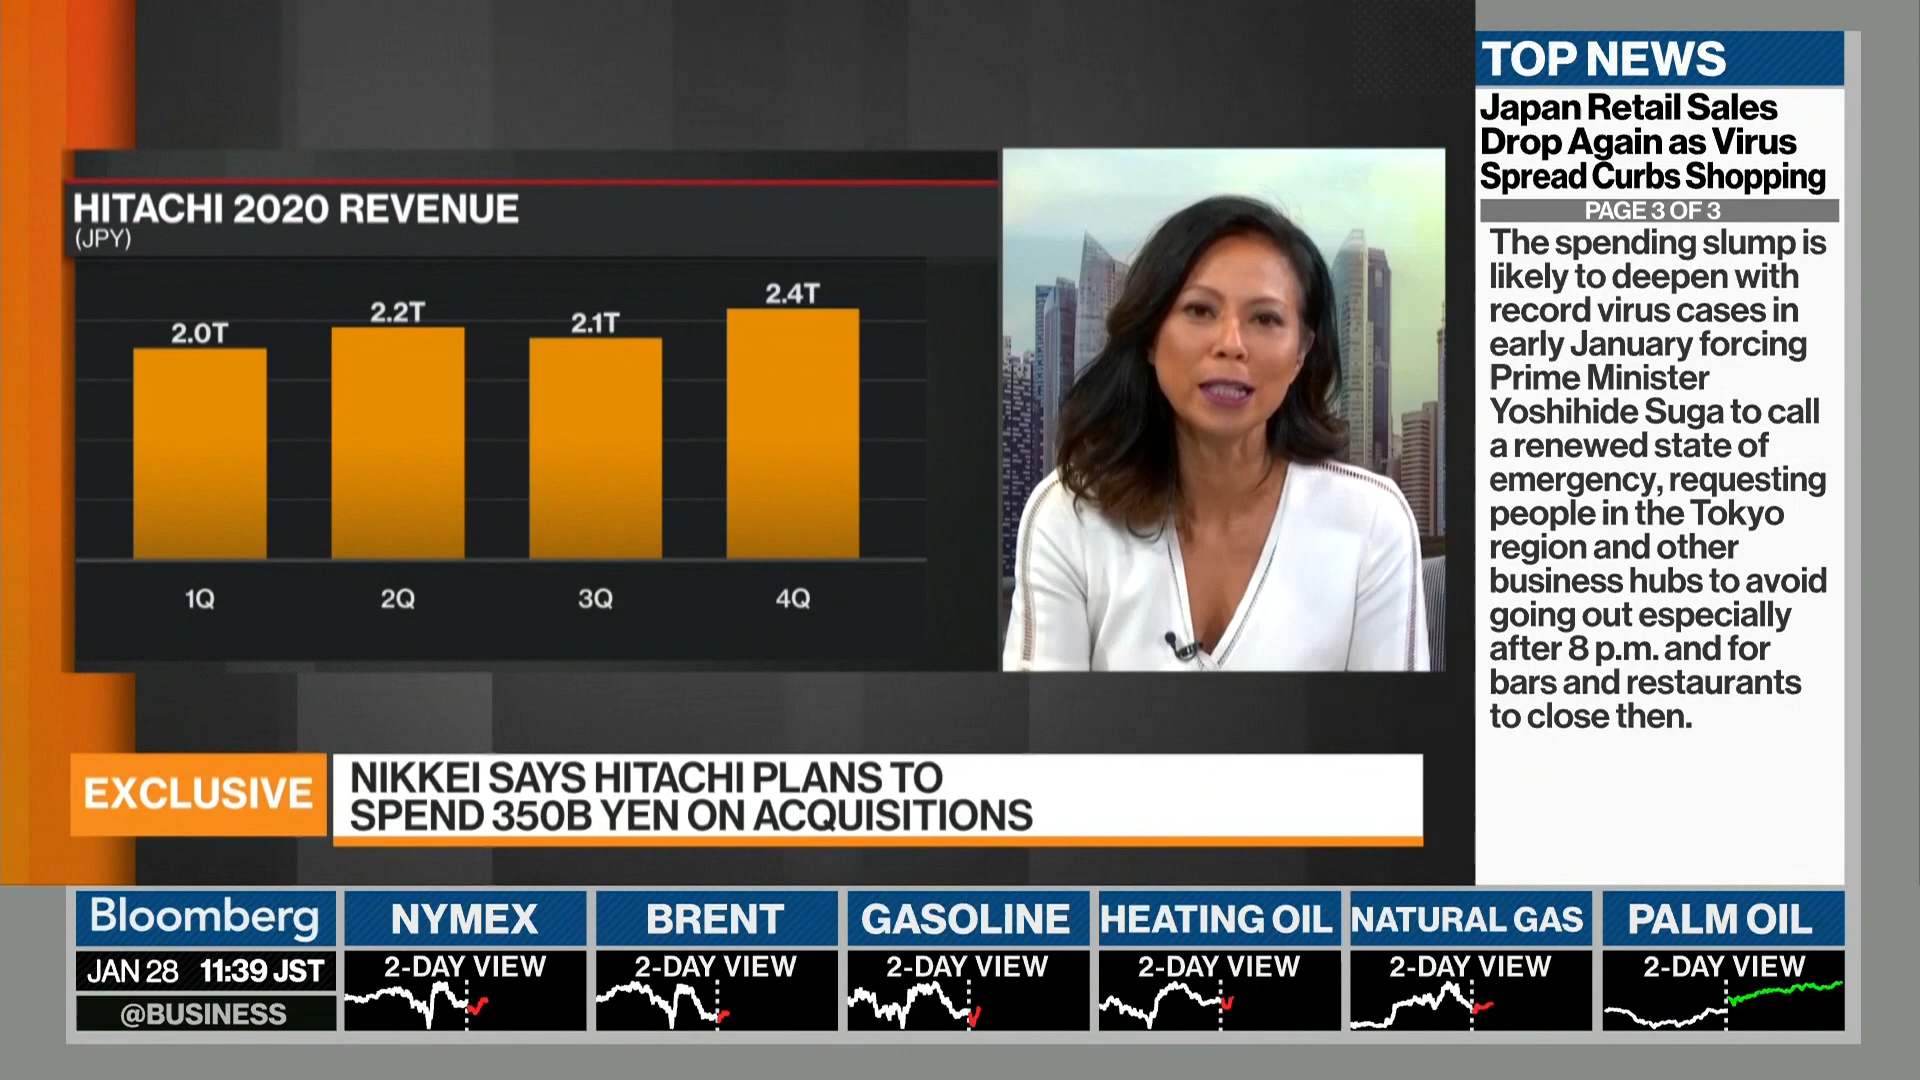 HITACHI 2020 REVENUE
(JPY)
2.0T
2.2T
2.1T
2.4T
1Q
2Q
3Q
4Q
EXCLUSIVE
NIKKEI SAYS HITACHI PLANS TO
SPEND 350B YEN ON ACQUISITIONS
TOP NEWS
Japan Retail Sales
Drop Again as Virus
Spread Curbs Shopping
PAGE 3 OF 3
The spending slump is
likely to deepen with
record virus cases in
early January forcing
Prime Minister
Yoshihide Suga to call
a renewed state of
emergency, requesting
people in the Tokyo
region and other
business hubs to avoid
going out especially
after 8 p.m. and for
bars and restaurants
to close then.
Bloomberg
JAN 28 11:39 JST
@BUSINESS
NYMEX
2-DAY VIEW
BRENT
2-DAY VIEW
GASOLINE
2-DAY VIEW
HEATING OIL
2-DAY VIEW
NATURAL GAS
2-DAY VIEW
PALM OIL
2-DAY VIEW